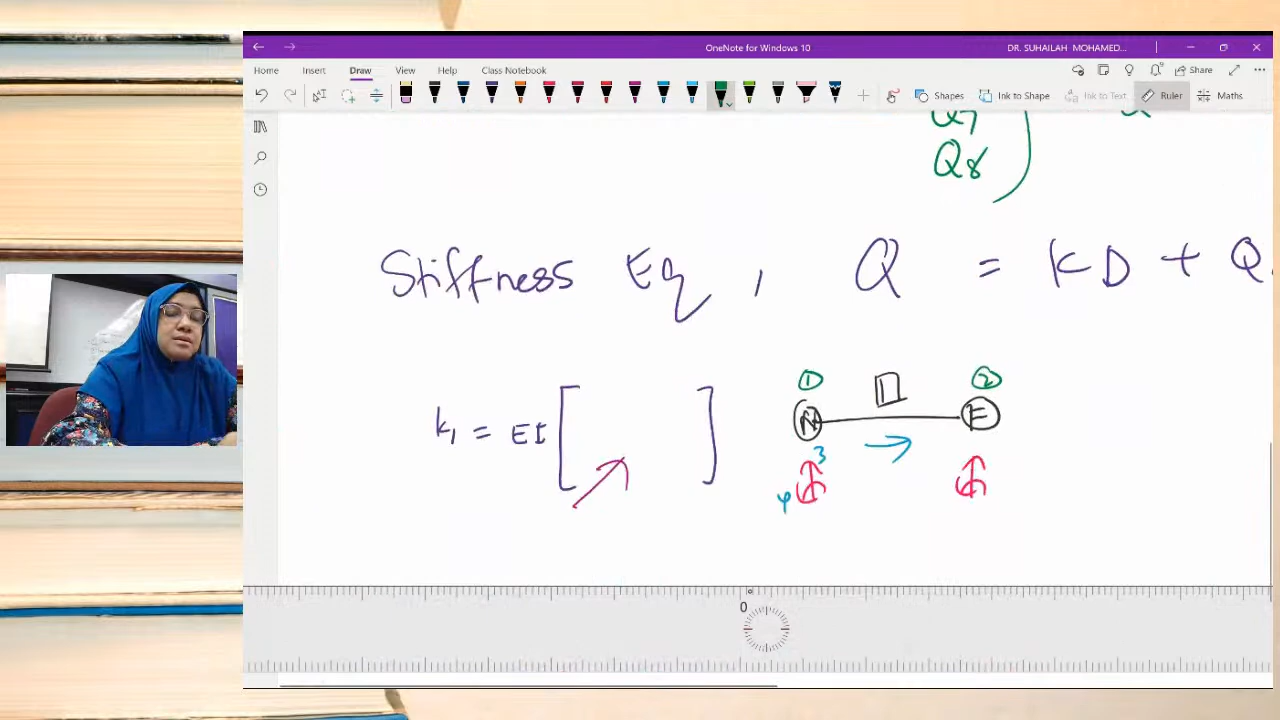 OneNote for Windows 10
DR. SUHAILAH MOHAMED...
Home Insert Draw View Help Class Notebook
Share
Shapes Ink to Shape Ink to Text Ruler Maths
Q7
Q8
Stiffness Eq, Q = KD + Q
① 1 ②
k1 = EI [ ] N F
3
4
0